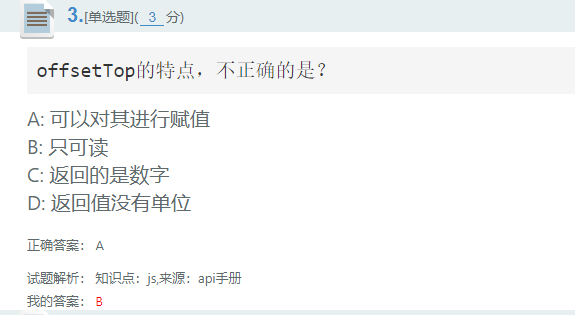 3.[单选题]( 3 分)
offsetTop的特点，不正确的是？
A: 可以对其进行赋值
B: 只可读
C: 返回的是数字
D: 返回值没有单位
正确答案： A
试题解析： 知识点：js,来源：api手册
我的答案： B